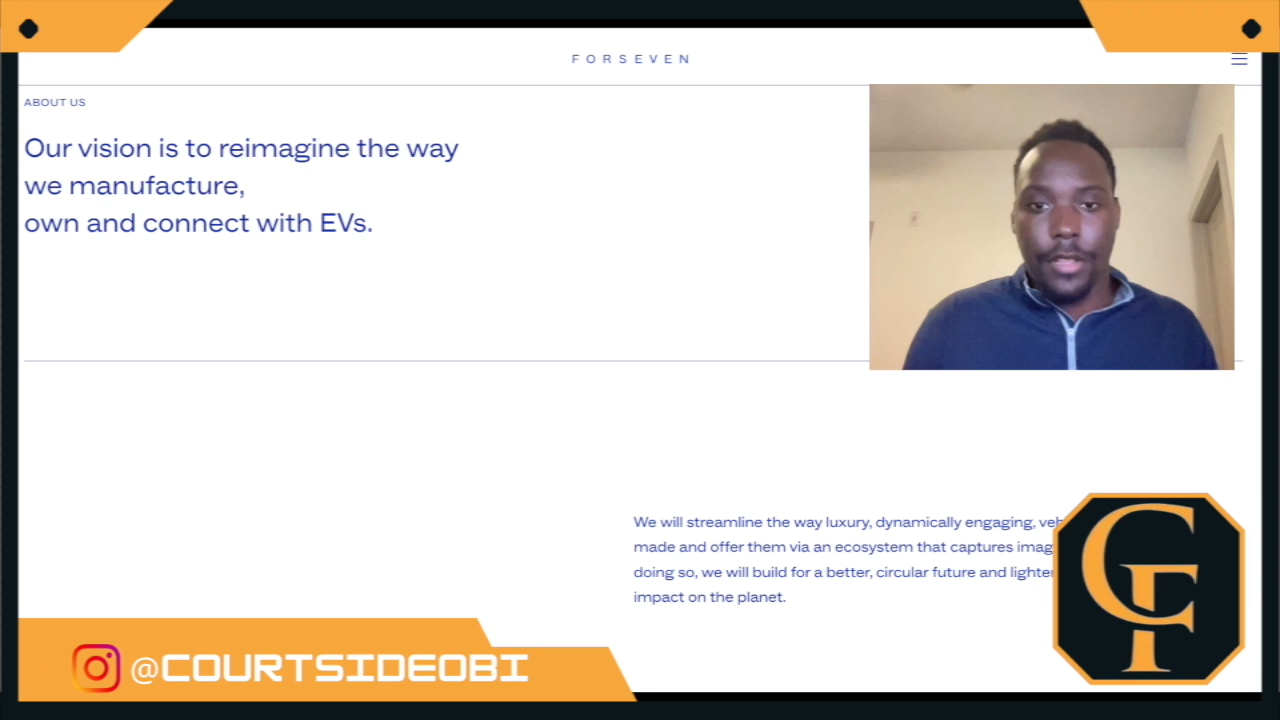 FORSEVEN
ABOUT US
Our vision is to reimagine the way
we manufacture,
own and connect with EVs.
We will streamline the way luxury, dynamically engaging,
made and offer them via an ecosystem that captures
doing so, we will build for a better, circular future and
impact on the planet.
@COURTSIDEOBI